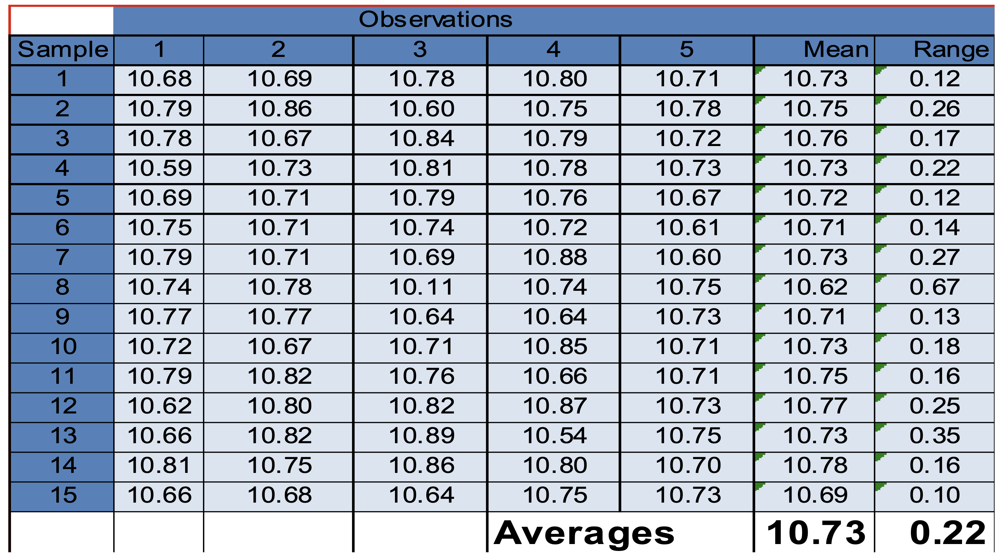 Observations
Sample 1 2 3 4 5 Mean Range
1 10.68 10.69 10.78 10.80 10.71 10.73 0.12
2 10.79 10.86 10.60 10.75 10.78 10.75 0.26
3 10.78 10.67 10.84 10.79 10.72 10.76 0.17
4 10.59 10.73 10.81 10.78 10.73 10.73 0.22
5 10.69 10.71 10.79 10.76 10.67 10.72 0.12
6 10.75 10.71 10.74 10.72 10.61 10.71 0.14
7 10.79 10.71 10.69 10.88 10.60 10.73 0.27
8 10.74 10.78 10.11 10.74 10.75 10.62 0.67
9 10.77 10.77 10.64 10.64 10.73 10.71 0.13
10 10.72 10.67 10.71 10.85 10.71 10.73 0.18
11 10.79 10.82 10.76 10.66 10.71 10.75 0.16
12 10.62 10.80 10.82 10.87 10.73 10.77 0.25
13 10.66 10.82 10.89 10.54 10.75 10.73 0.35
14 10.81 10.75 10.86 10.80 10.70 10.78 0.16
15 10.66 10.68 10.64 10.75 10.73 10.69 0.10
Averages 10.73 0.22